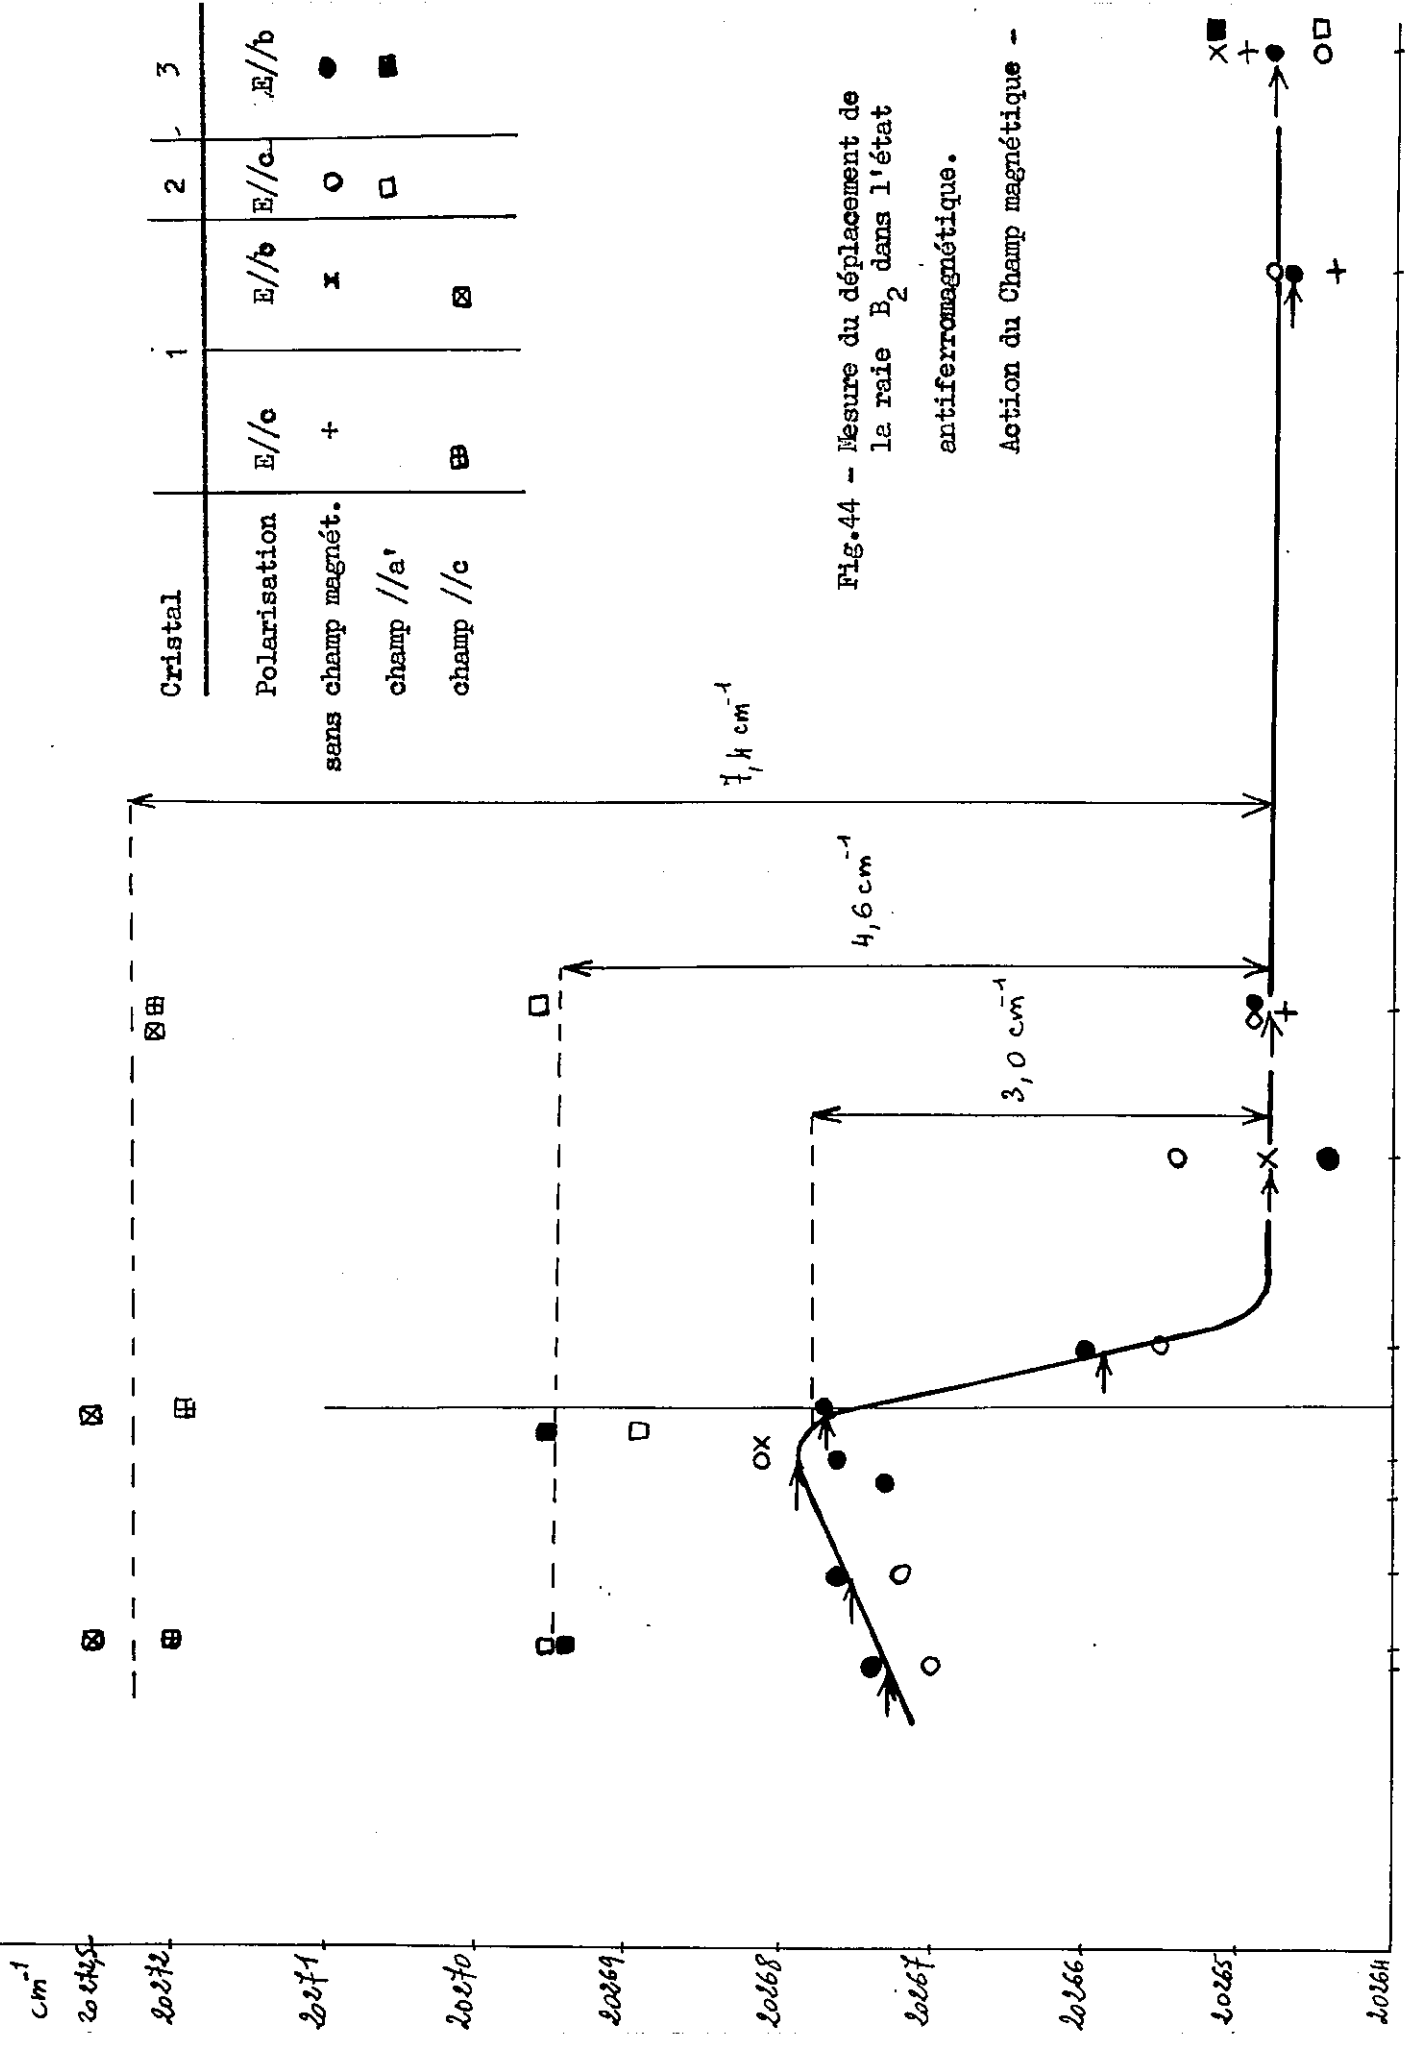 cm⁻¹
20272,5
20272
20271
20270
20269
20268
20267
20266
20265
20264
7,4 cm⁻¹
4,6 cm⁻¹
3,0 cm⁻¹
Cristal 1 2 3
Polarisation E//c E//b E//c E//b
sans champ magnét. + x O ●
champ //a' □ ■
champ //c ⊞ ⊠
Fig.44 - Mesure du déplacement de
la raie B₂ dans l'état
antiferromagnétique.
Action du Champ magnétique -